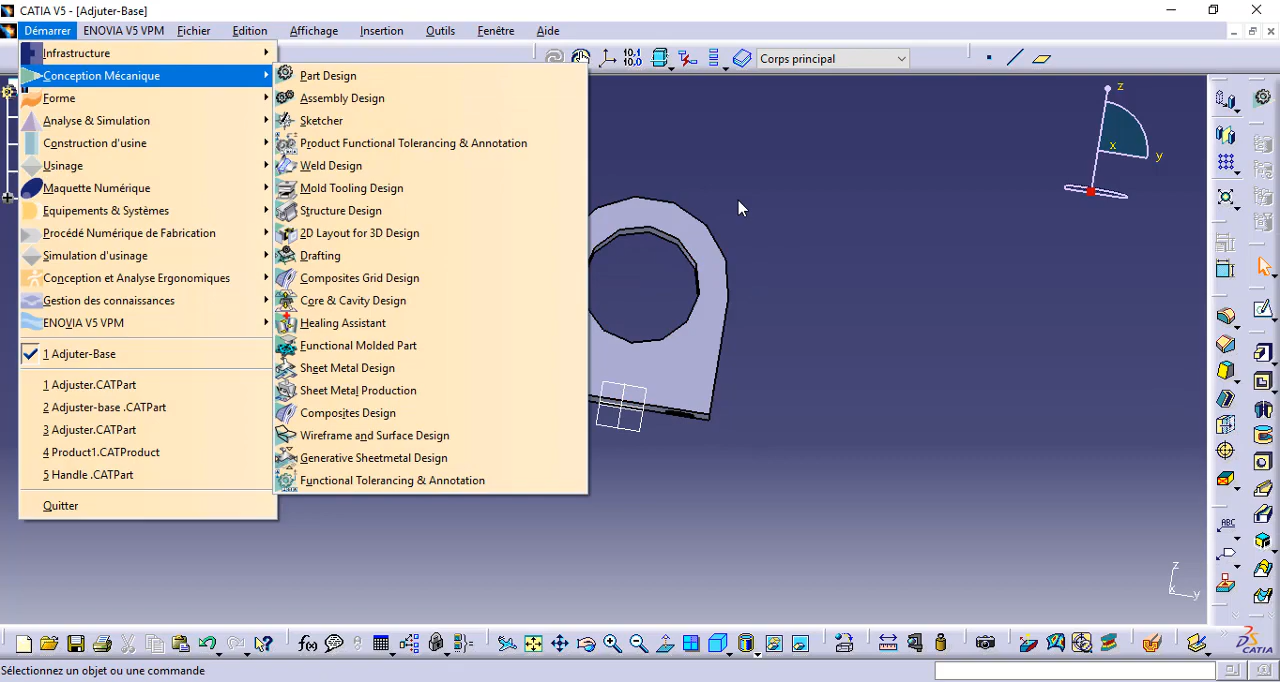 CATIA V5 - [Adjuter-Base]
Démarrer ENOVIA V5 VPM Fichier Edition Affichage Insertion Outils Fenêtre Aide
Infrastructure
Conception Mécanique
Forme
Analyse & Simulation
Construction d'usine
Usinage
Maquette Numérique
Equipements & Systèmes
Procédé Numérique de Fabrication
Simulation d'usinage
Conception et Analyse Ergonomiques
Gestion des connaissances
ENOVIA V5 VPM
1 Adjuter-Base
1 Adjuster.CATPart
2 Adjuster-base .CATPart
3 Adjuster.CATPart
4 Product1.CATProduct
5 Handle .CATPart
Quitter
Part Design
Assembly Design
Sketcher
Product Functional Tolerancing & Annotation
Weld Design
Mold Tooling Design
Structure Design
2D Layout for 3D Design
Drafting
Composites Grid Design
Core & Cavity Design
Healing Assistant
Functional Molded Part
Sheet Metal Design
Sheet Metal Production
Composites Design
Wireframe and Surface Design
Generative Sheetmetal Design
Functional Tolerancing & Annotation
10.1
10.0
Corps principal
z
x
y
z
x
y
ABC
f(x)
CATIA
Sélectionnez un objet ou une commande